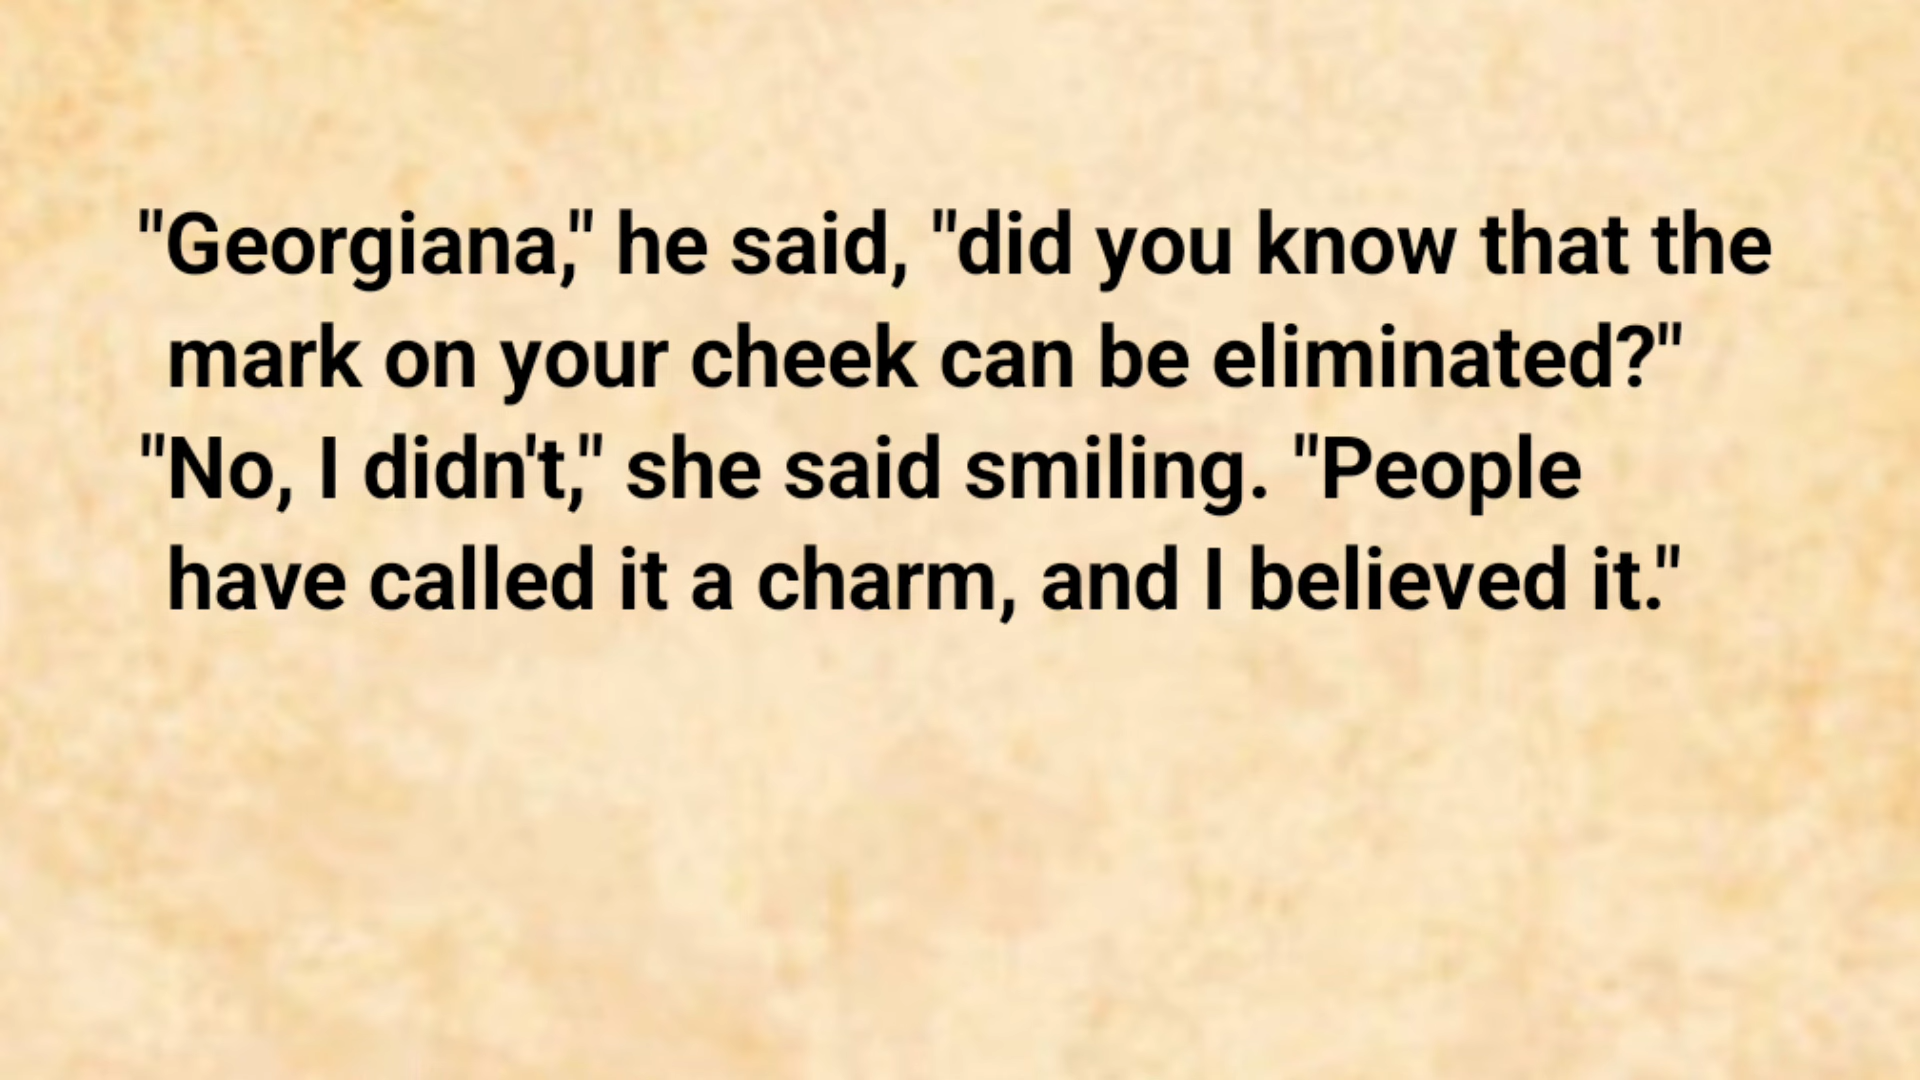 "Georgiana," he said, "did you know that the
mark on your cheek can be eliminated?"
"No, I didn't," she said smiling. "People
have called it a charm, and I believed it."